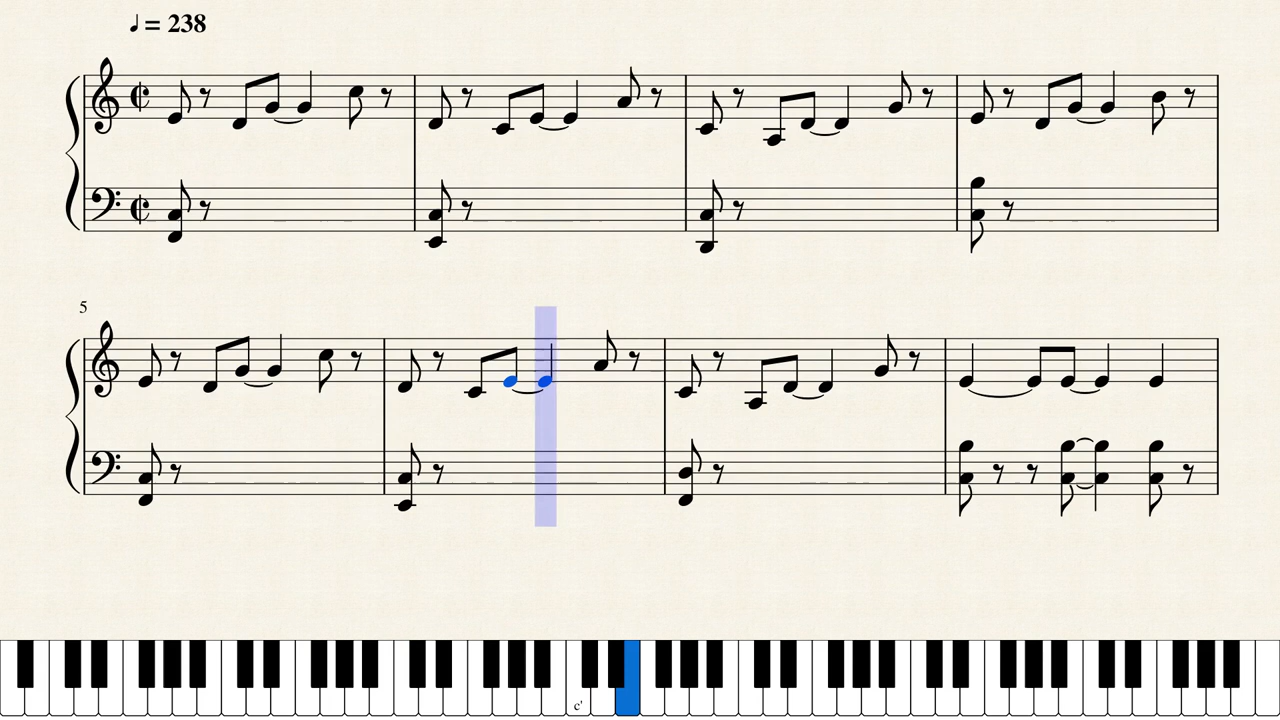 ♩ = 238
5
c'